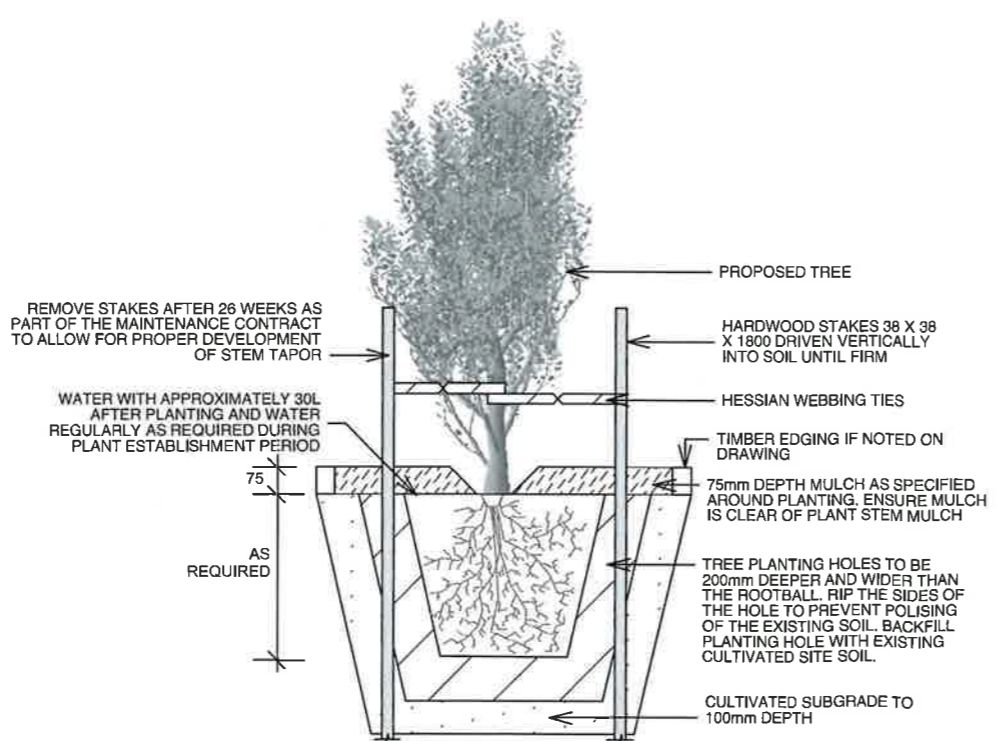 PROPOSED TREE
REMOVE STAKES AFTER 26 WEEKS AS
PART OF THE MAINTENANCE CONTRACT
TO ALLOW FOR PROPER DEVELOPMENT
OF STEM TAPOR
HARDWOOD STAKES 38 X 38
X 1800 DRIVEN VERTICALLY
INTO SOIL UNTIL FIRM
WATER WITH APPROXIMATELY 30L
AFTER PLANTING AND WATER
REGULARLY AS REQUIRED DURING
PLANT ESTABLISHMENT PERIOD
HESSIAN WEBBING TIES
TIMBER EDGING IF NOTED ON
DRAWING
75
75mm DEPTH MULCH AS SPECIFIED
AROUND PLANTING. ENSURE MULCH
IS CLEAR OF PLANT STEM MULCH
AS
REQUIRED
TREE PLANTING HOLES TO BE
200mm DEEPER AND WIDER THAN
THE ROOTBALL. RIP THE SIDES OF
THE HOLE TO PREVENT POLISING
OF THE EXISTING SOIL. BACKFILL
PLANTING HOLE WITH EXISTING
CULTIVATED SITE SOIL.
CULTIVATED SUBGRADE TO
100mm DEPTH